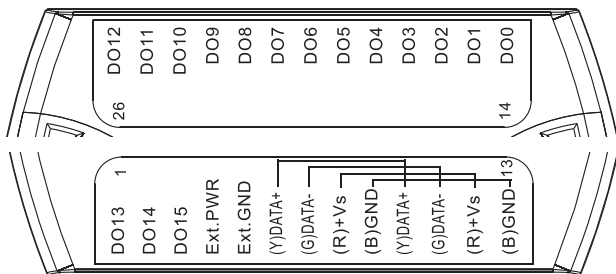 DO12 DO11 DO10 DO9 DO8 DO7 DO6 DO5 DO4 DO3 DO2 DO1 DO0
26 14
1 13
DO13 DO14 DO15 Ext.PWR Ext.GND (Y)DATA+ (G)DATA- (R)+Vs (B)GND (Y)DATA+ (G)DATA- (R)+Vs (B)GND